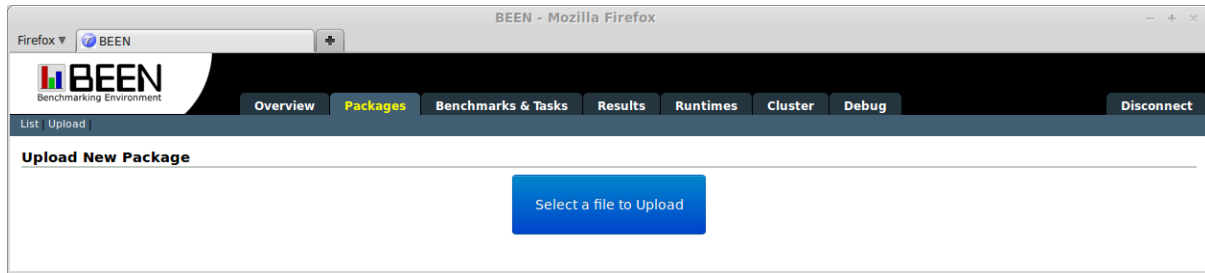 BEEN - Mozilla Firefox
Firefox ▼ BEEN
BEEN
Benchmarking Environment
Overview Packages Benchmarks & Tasks Results Runtimes Cluster Debug Disconnect
List | Upload |
Upload New Package
Select a file to Upload